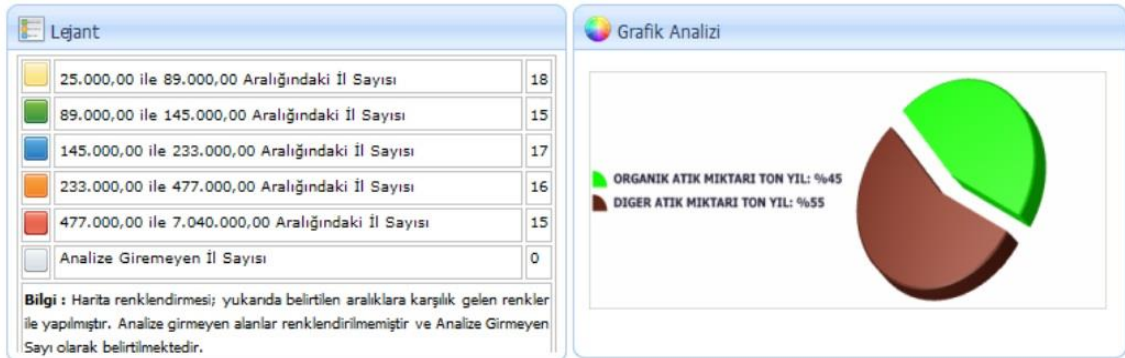 Lejant
25.000,00 ile 89.000,00 Aralığındaki İl Sayısı 18
89.000,00 ile 145.000,00 Aralığındaki İl Sayısı 15
145.000,00 ile 233.000,00 Aralığındaki İl Sayısı 17
233.000,00 ile 477.000,00 Aralığındaki İl Sayısı 16
477.000,00 ile 7.040.000,00 Aralığındaki İl Sayısı 15
Analize Giremeyen İl Sayısı 0
Bilgi : Harita renklendirmesi; yukarıda belirtilen aralıklara karşılık gelen renkler
ile yapılmıştır. Analize girmeyen alanlar renklendirilmemiştir ve Analize Girmeyen
Sayı olarak belirtilmektedir.
Grafik Analizi
ORGANIK ATIK MIKTARI TON YIL: %45
DIGER ATIK MIKTARI TON YIL: %55